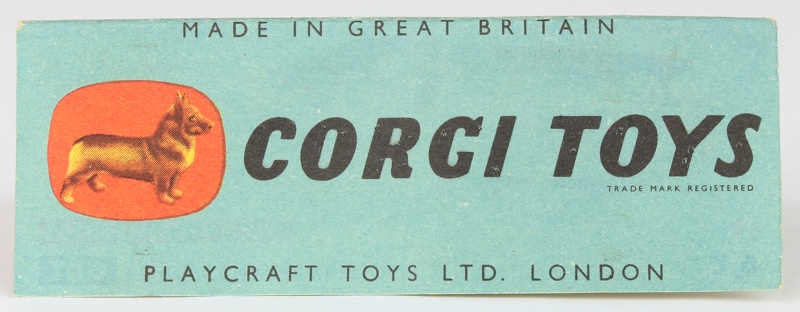 MADE IN GREAT BRITAIN
CORGI TOYS
TRADE MARK REGISTERED
PLAYCRAFT TOYS LTD. LONDON